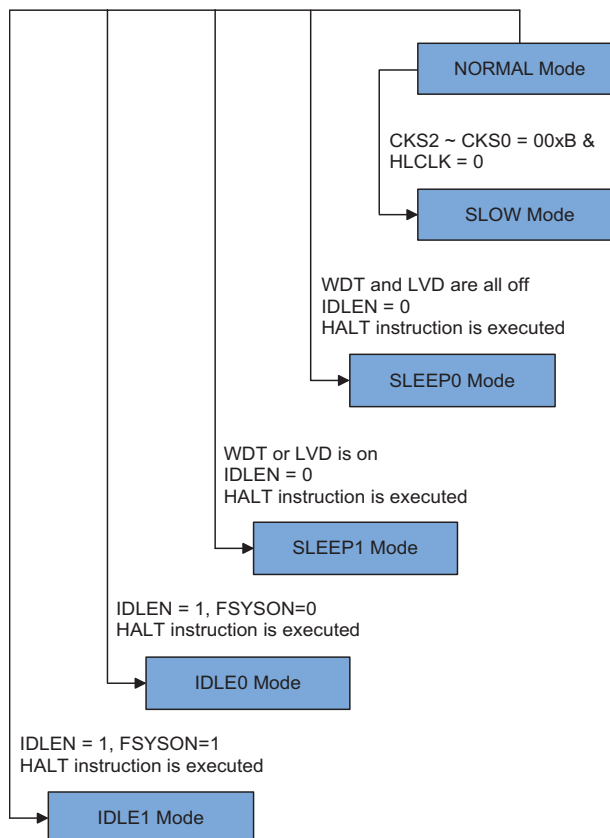 NORMAL Mode
CKS2 ~ CKS0 = 00xB &
HLCLK = 0
SLOW Mode
WDT and LVD are all off
IDLEN = 0
HALT instruction is executed
SLEEP0 Mode
WDT or LVD is on
IDLEN = 0
HALT instruction is executed
SLEEP1 Mode
IDLEN = 1, FSYSON=0
HALT instruction is executed
IDLE0 Mode
IDLEN = 1, FSYSON=1
HALT instruction is executed
IDLE1 Mode